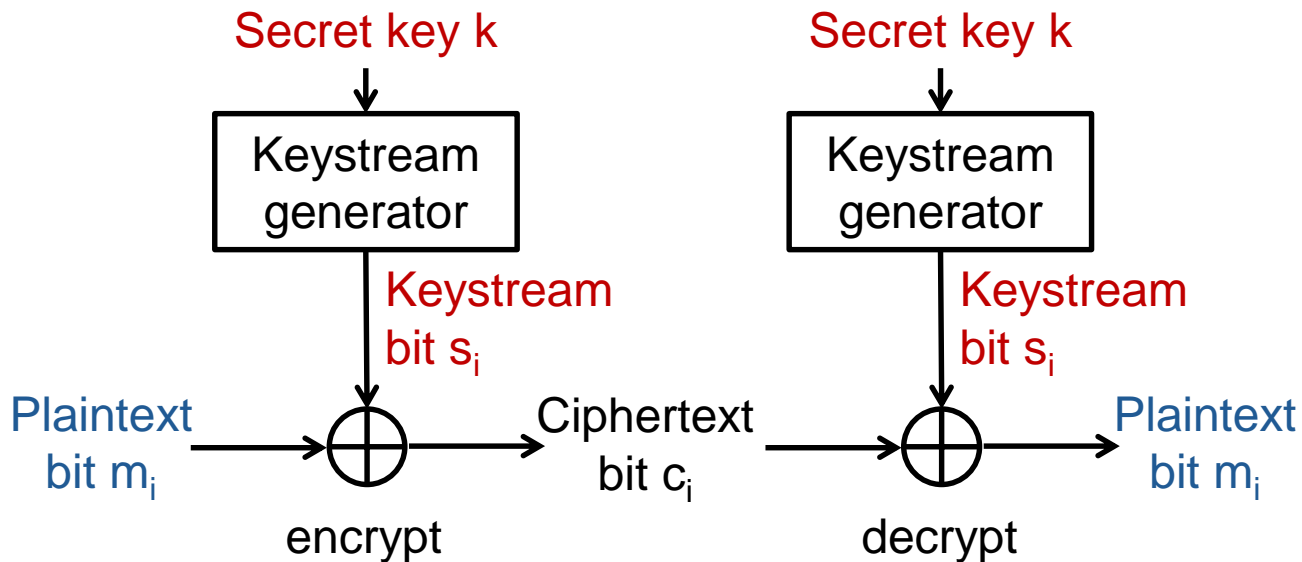 Secret key k
Secret key k
Keystream
generator
Keystream
generator
Keystream
bit sᵢ
Keystream
bit sᵢ
Plaintext
bit mᵢ
Ciphertext
bit cᵢ
Plaintext
bit mᵢ
encrypt
decrypt